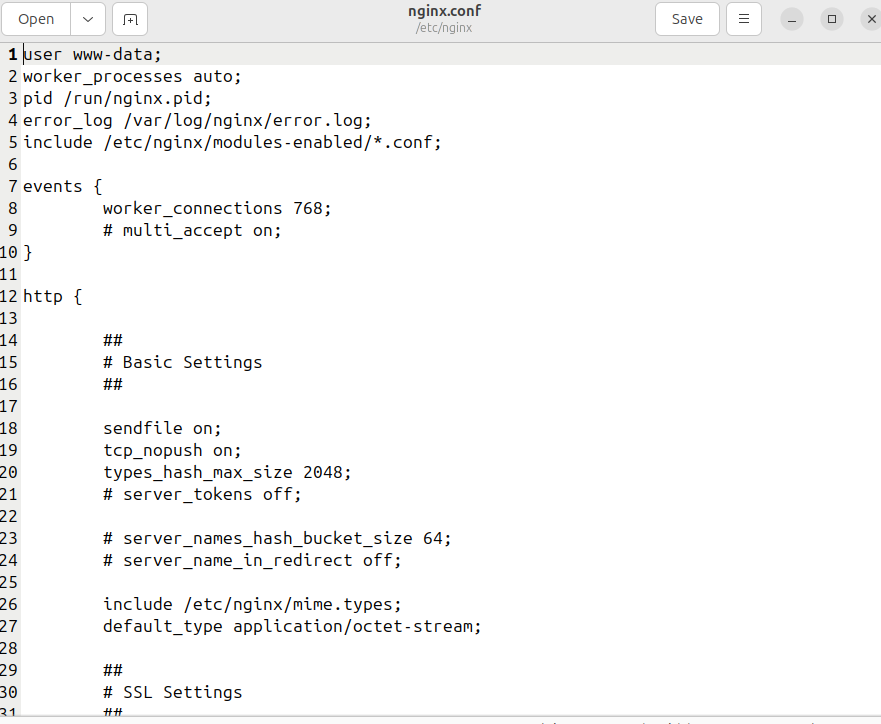 Open
nginx.conf
/etc/nginx
Save
1 user www-data;
2 worker_processes auto;
3 pid /run/nginx.pid;
4 error_log /var/log/nginx/error.log;
5 include /etc/nginx/modules-enabled/*.conf;
6
7 events {
8         worker_connections 768;
9         # multi_accept on;
10 }
11
12 http {
13
14         ##
15         # Basic Settings
16         ##
17
18         sendfile on;
19         tcp_nopush on;
20         types_hash_max_size 2048;
21         # server_tokens off;
22
23         # server_names_hash_bucket_size 64;
24         # server_name_in_redirect off;
25
26         include /etc/nginx/mime.types;
27         default_type application/octet-stream;
28
29         ##
30         # SSL Settings
31         ##